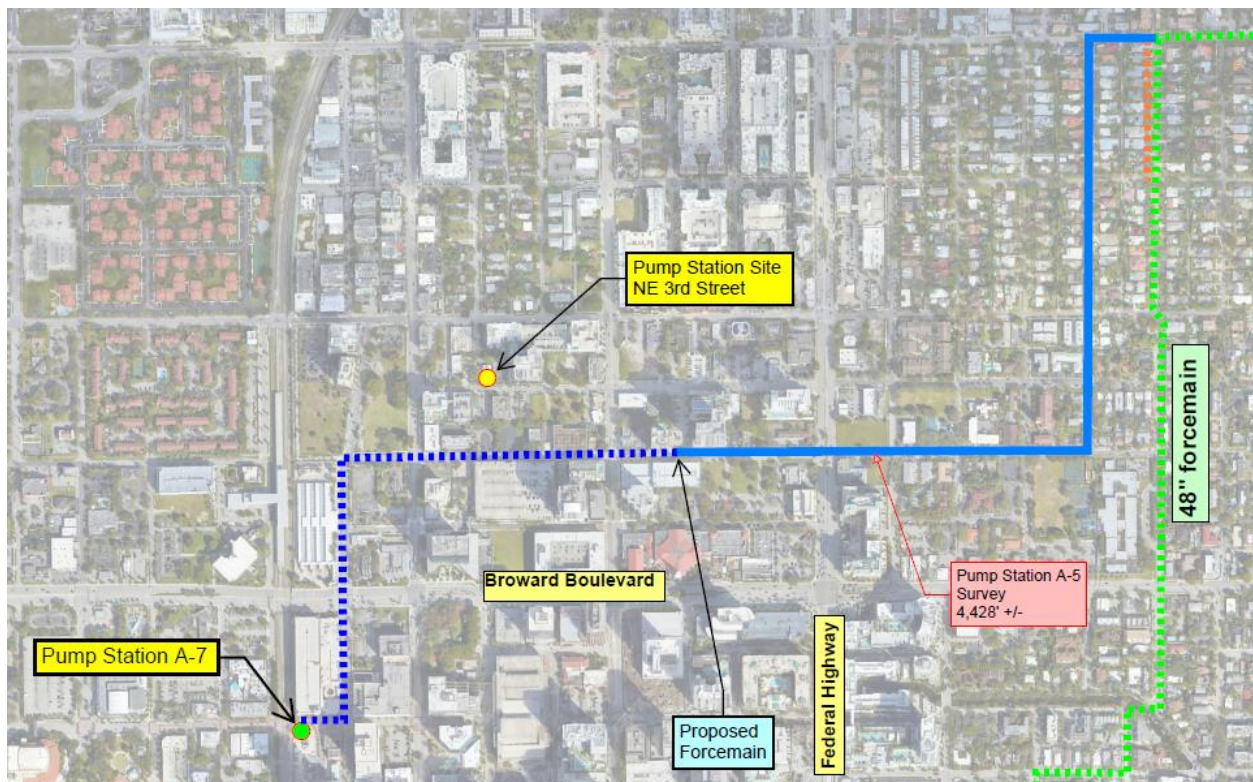 Pump Station Site
NE 3rd Street
48" forcemain
Broward Boulevard
Pump Station A-5
Survey
4,428' +/-
Pump Station A-7
Federal Highway
Proposed
Forcemain